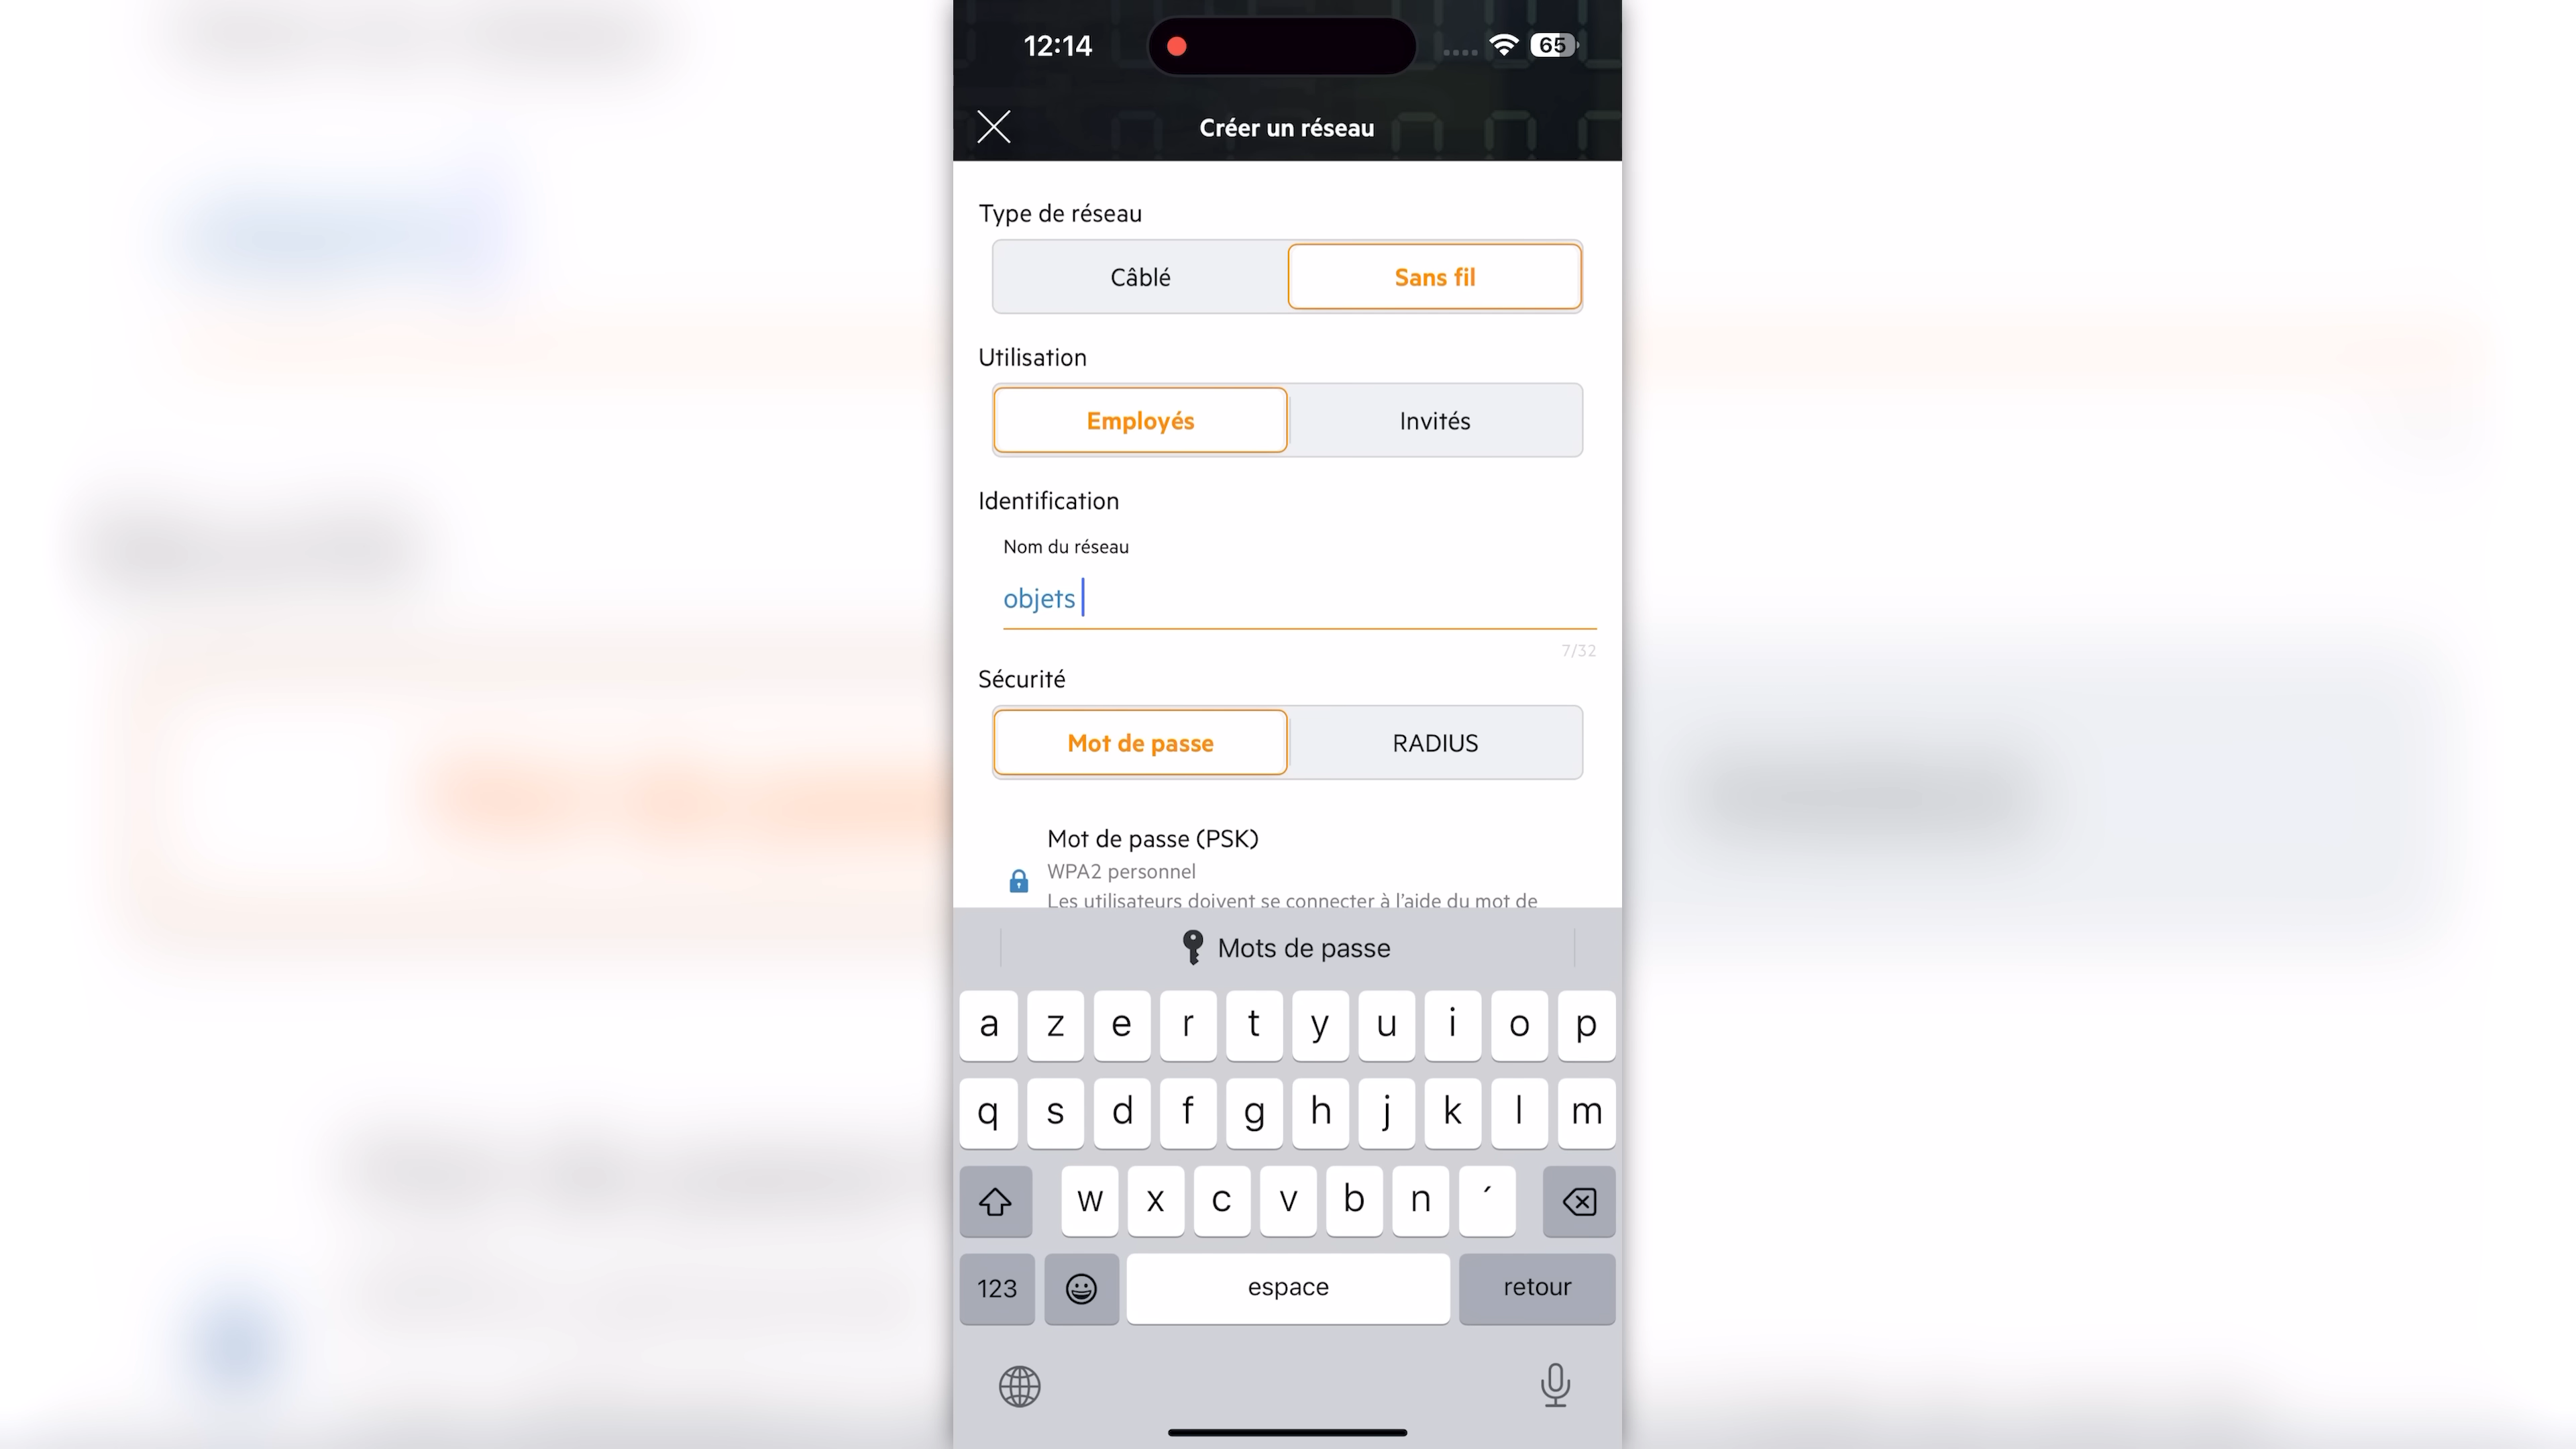 12:14
65
Créer un réseau
Type de réseau
Câblé
Sans fil
Utilisation
Employés
Invités
Identification
Nom du réseau
objets
7/32
Sécurité
Mot de passe
RADIUS
Mot de passe (PSK)
WPA2 personnel
Les utilisateurs doivent se connecter à l'aide du mot de
Mots de passe
a z e r t y u i o p
q s d f g h j k l m
w x c v b n ´
123
espace
retour